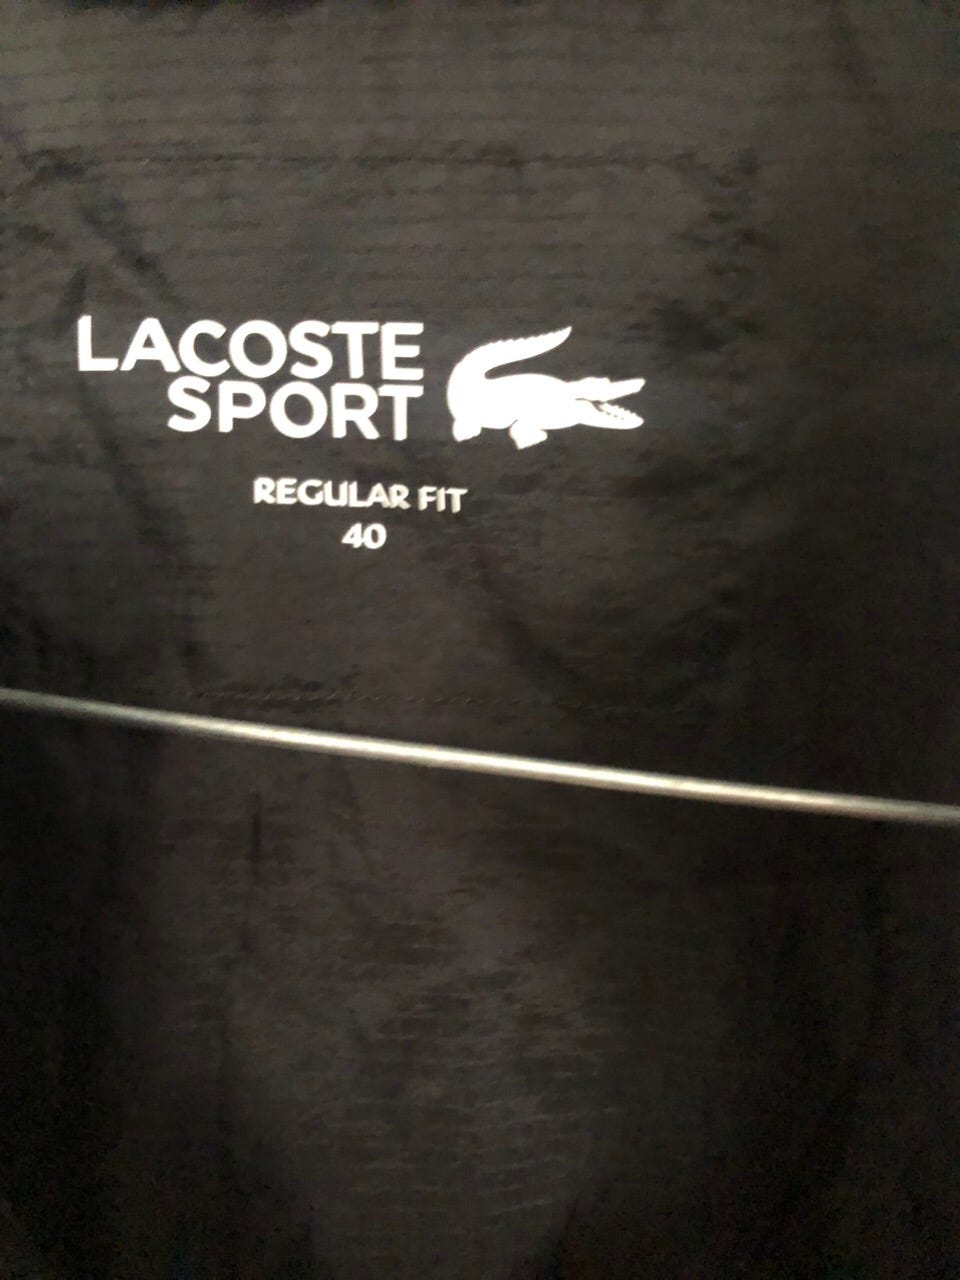 LACOSTE
SPORT
REGULAR FIT
40